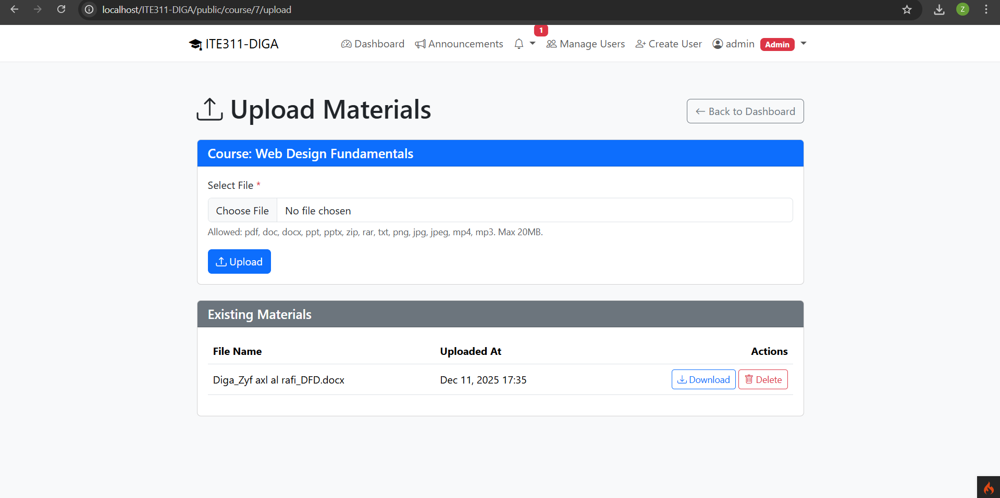 localhost/ITE311-DIGA/public/course/7/upload
Z
ITE311-DIGA
Dashboard
Announcements
1
Manage Users
Create User
admin
Admin
Upload Materials
Back to Dashboard
Course: Web Design Fundamentals
Select File *
Choose File
No file chosen
Allowed: pdf, doc, docx, ppt, pptx, zip, rar, txt, png, jpg, jpeg, mp4, mp3. Max 20MB.
Upload
Existing Materials
File Name Uploaded At Actions
Diga_Zyf axl al rafi_DFD.docx Dec 11, 2025 17:35 Download Delete